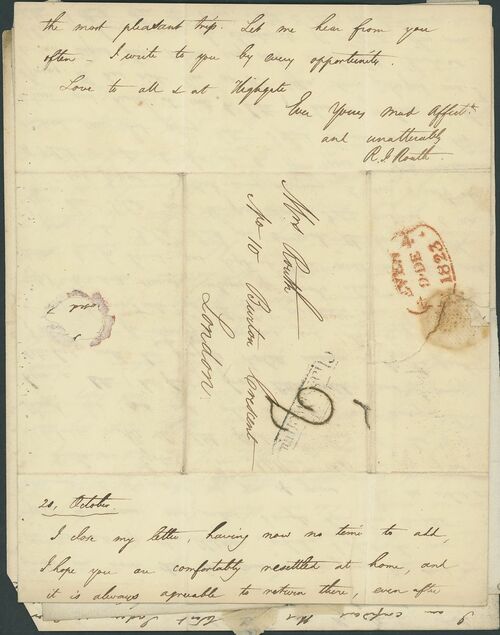 the most pleasant trip. Let me hear from you
often – I write to you by every opportunity.
Love to all at Highgate
Ever Yours most Affect.
and unalterably
R. I. Routh.
Mrs Routh
No 10 Burton Crescent
London
EVEN
9 DE
1823
20, October.
I close my letter, having now no time to add,
I hope you are comfortably resettled at home, and
it is always agreeable to return there, even after